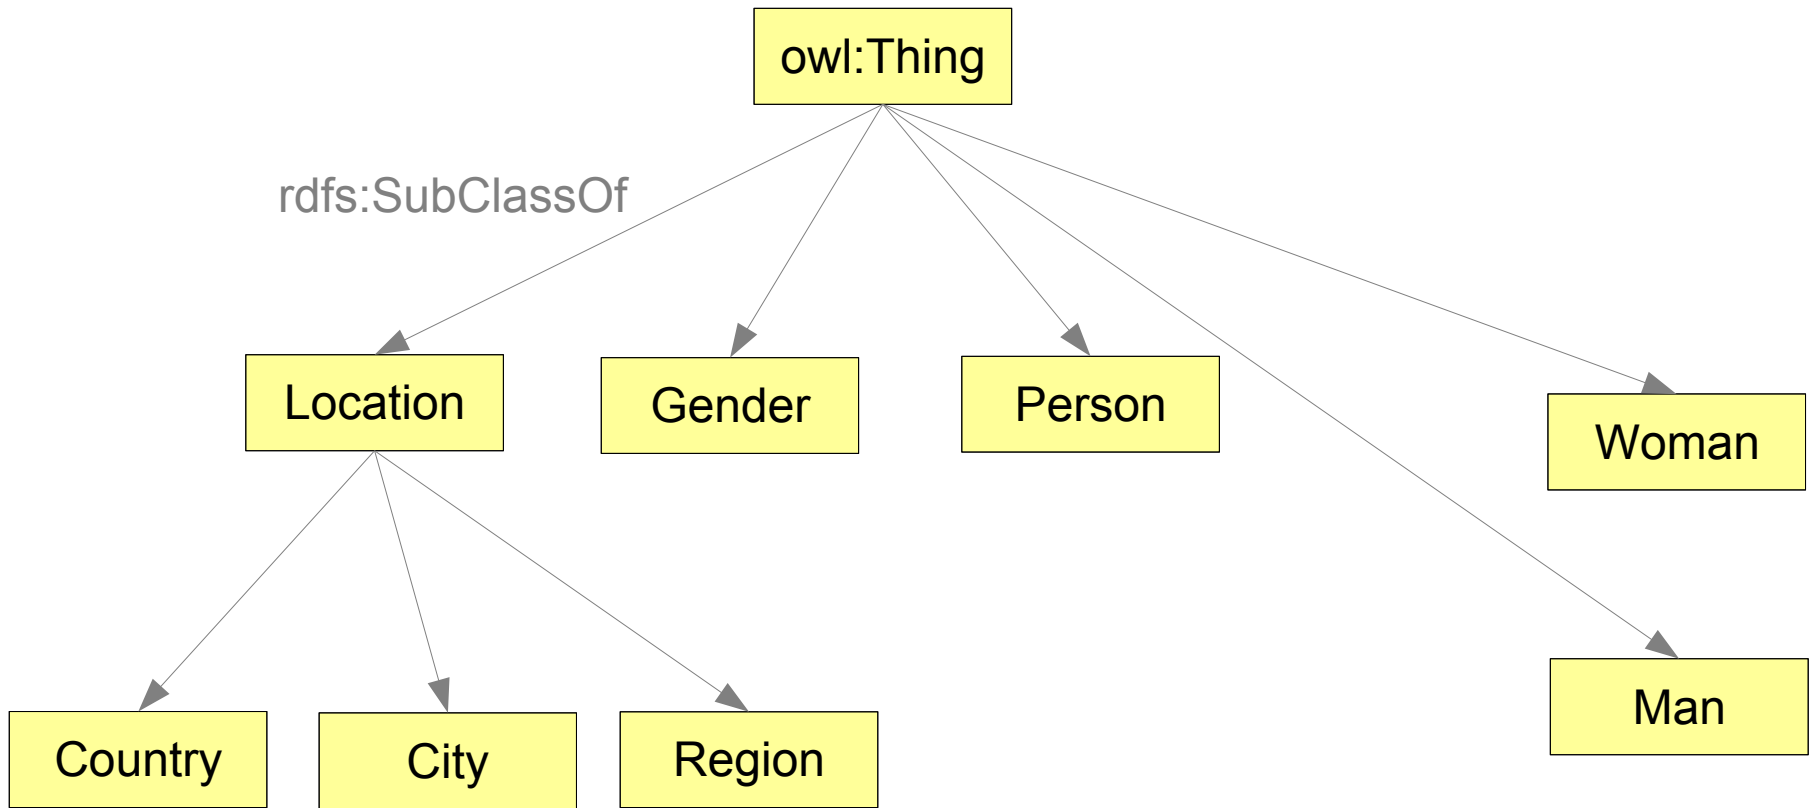 owl:Thing
rdfs:SubClassOf
Location
Gender
Person
Woman
Country
City
Region
Man